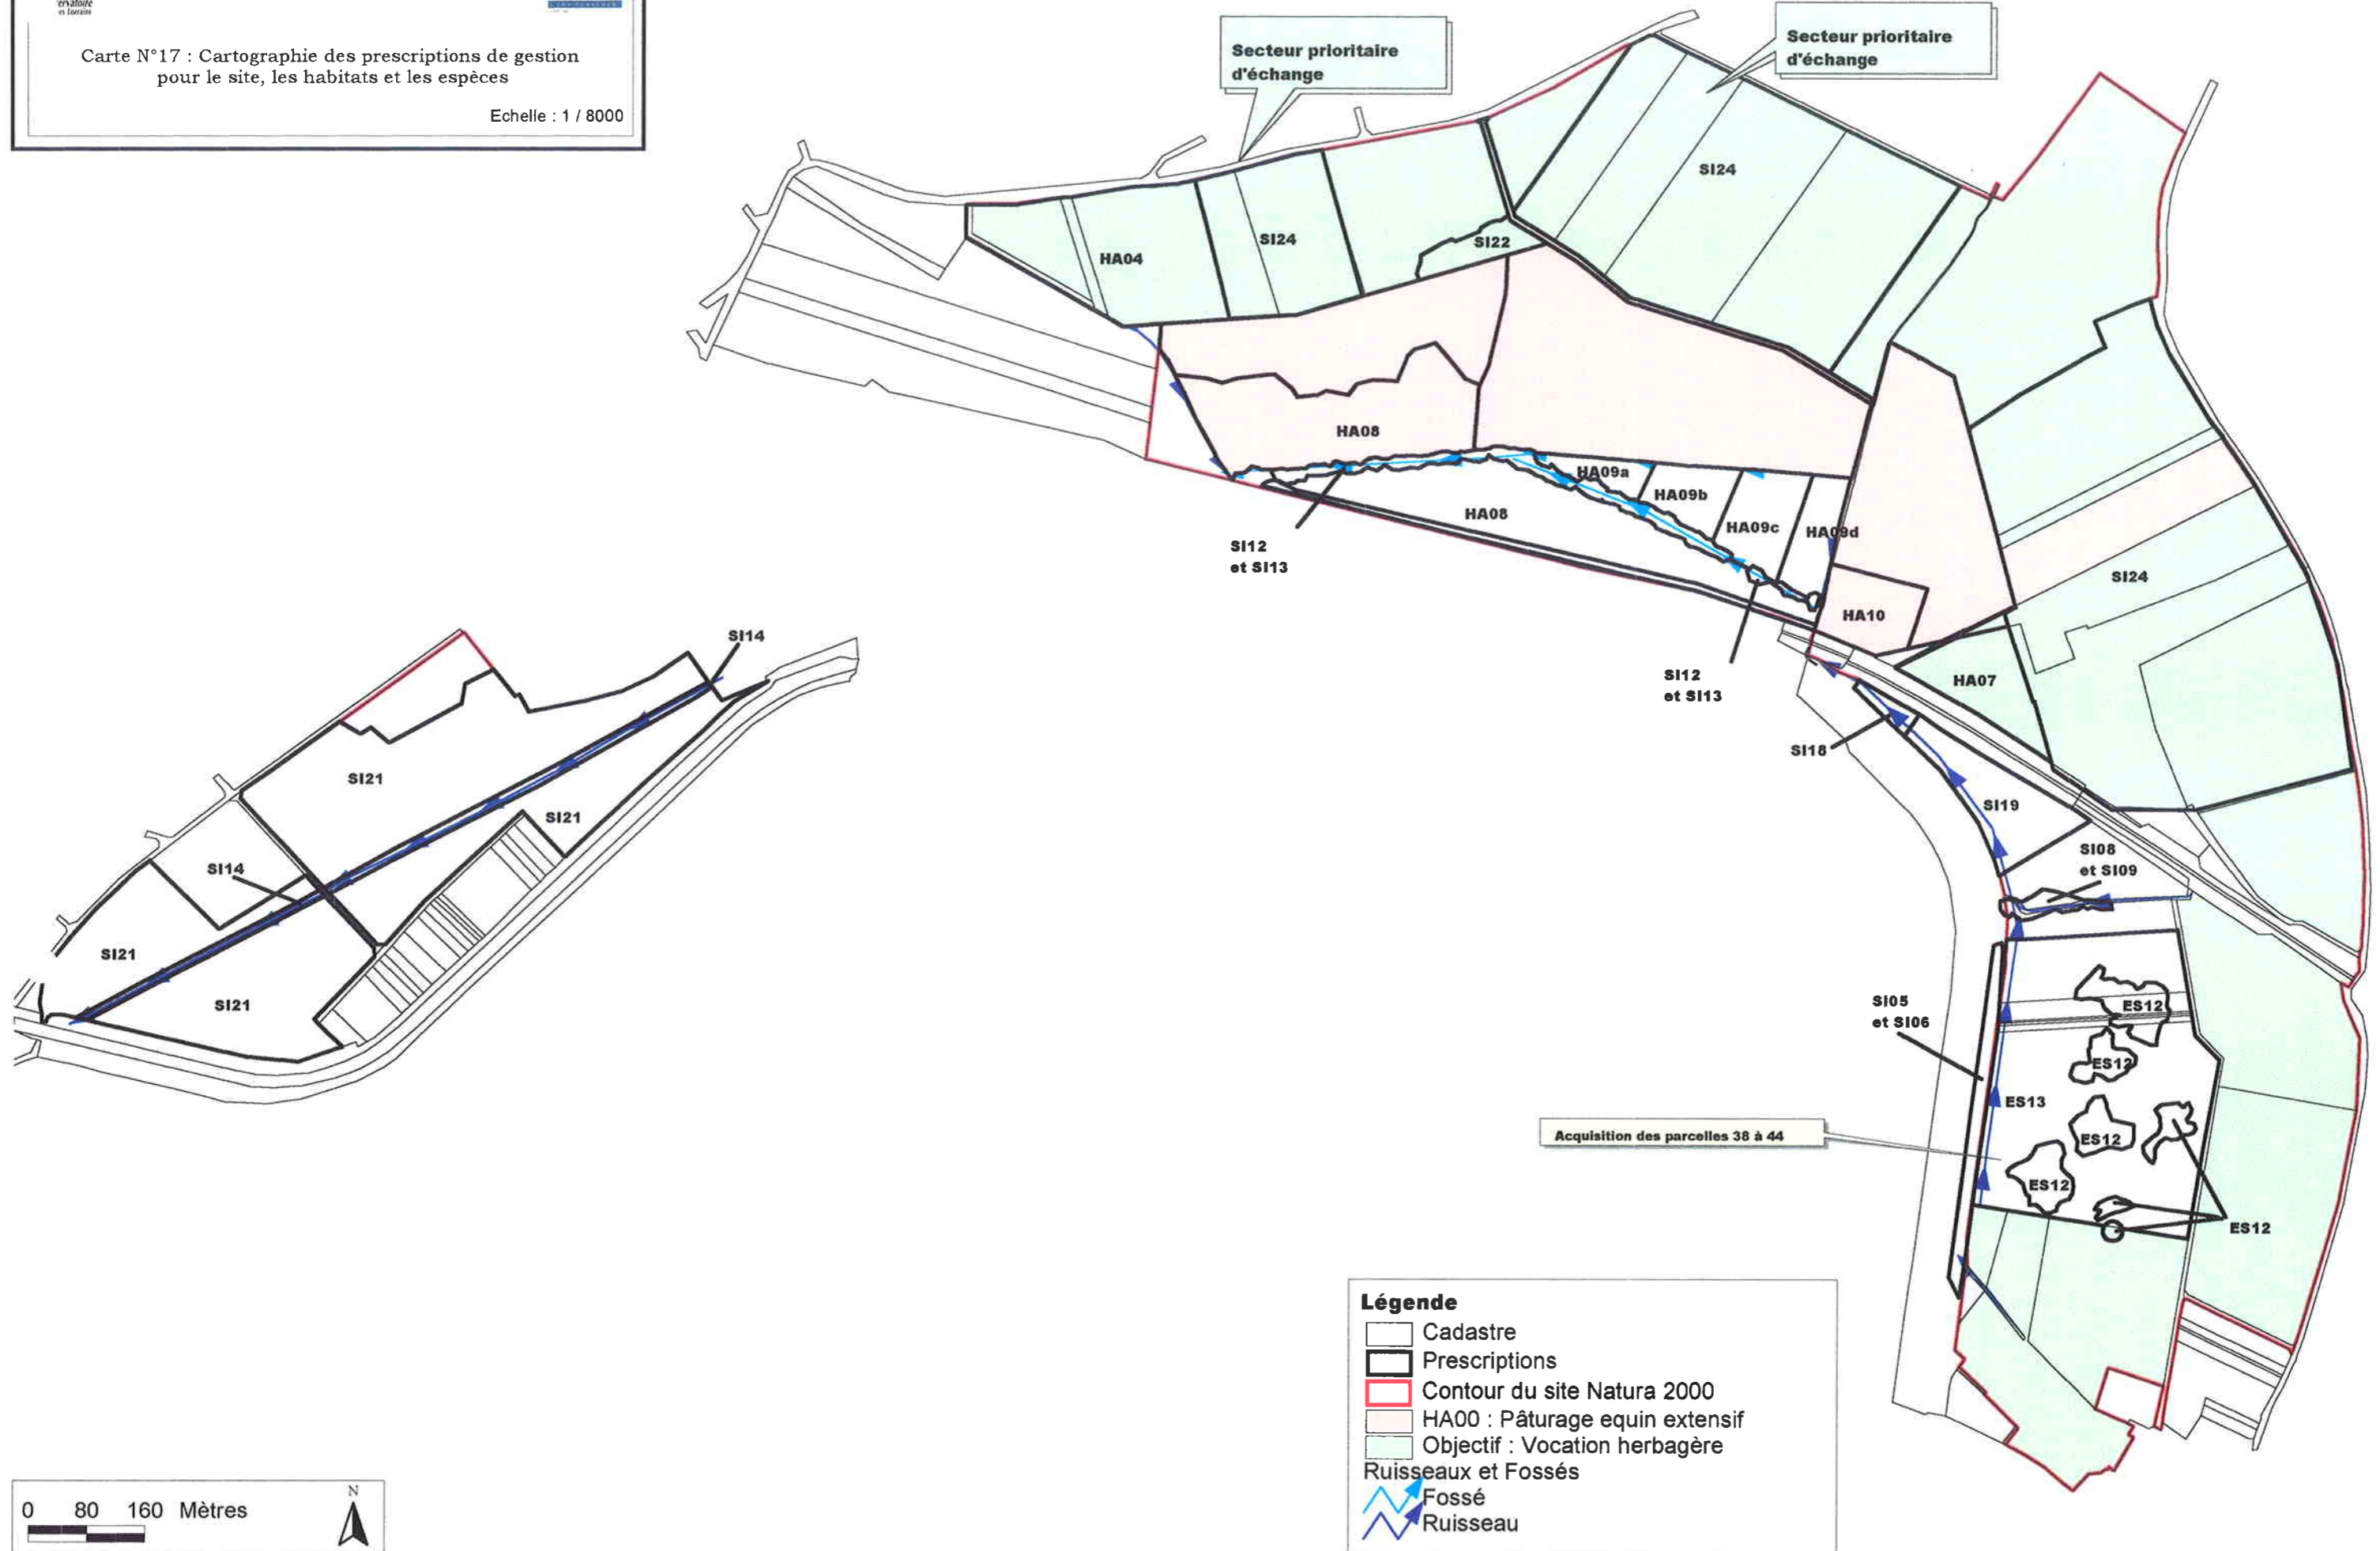 ervatoire
Carte N°17 : Cartographie des prescriptions de gestion
pour le site, les habitats et les espèces
Echelle : 1 / 8000
Secteur prioritaire
d'échange
Secteur prioritaire
d'échange
SI24
HA04
SI24
SI22
HA08
HA09a
HA09b
HA09c
HA09d
HA08
SI12
et SI13
SI24
HA10
HA07
SI12
et SI13
SI18
SI14
SI21
SI21
SI14
SI21
SI21
SI19
SI08
et SI09
SI05
et SI06
ES12
ES12
ES13
ES12
ES12
ES12
Acquisition des parcelles 38 à 44
Légende
Cadastre
Prescriptions
Contour du site Natura 2000
HA00 : Pâturage equin extensif
Objectif : Vocation herbagère
Ruisseaux et Fossés
Fossé
Ruisseau
0 80 160 Mètres
N